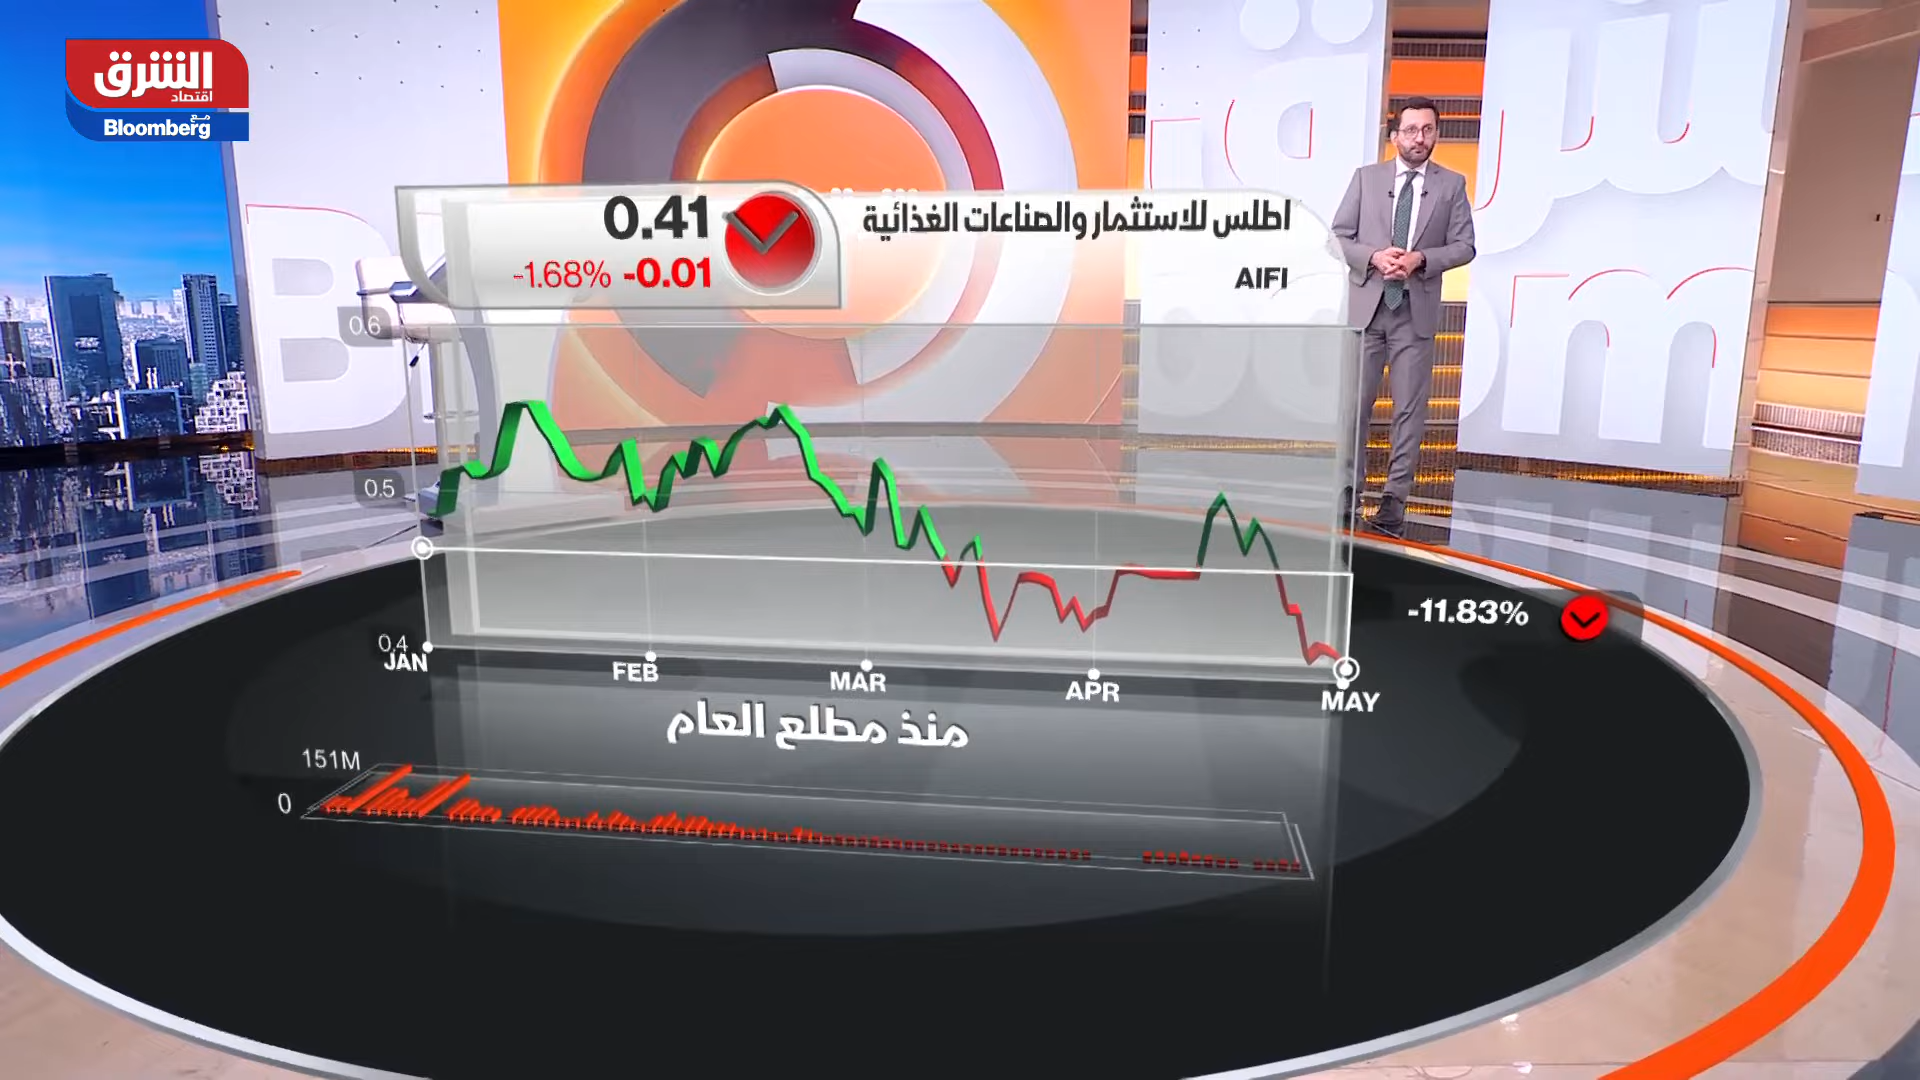 الشرق
اقتصاد
مع
Bloomberg
0.41
-1.68% -0.01
اطلس للاستثمار والصناعات الغذائية
AIFI
0.6
0.5
0.4
JAN
FEB
MAR
APR
MAY
-11.83%
منذ مطلع العام
151M
0